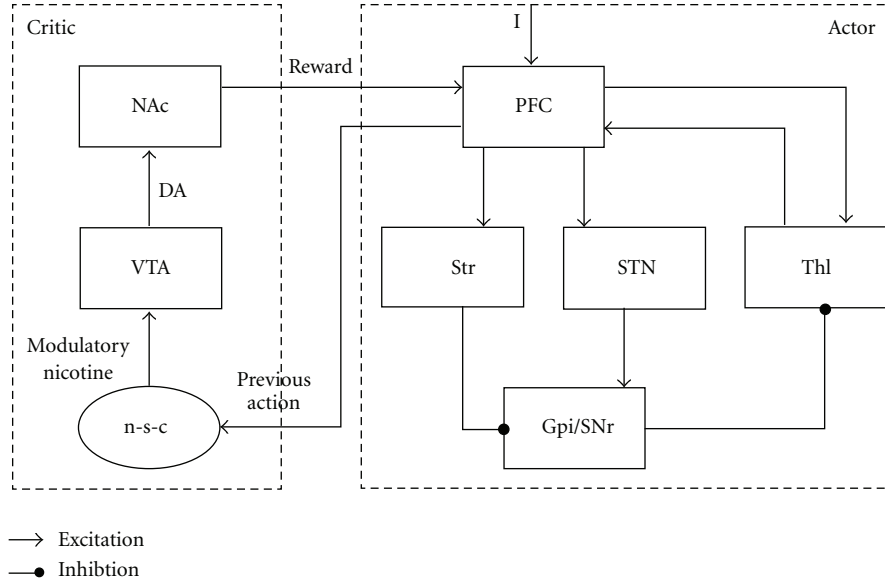 Critic
I
Actor
Reward
NAc
PFC
DA
VTA
Str
STN
Thl
Modulatory
nicotine
Previous
action
n-s-c
Gpi/SNr
Excitation
Inhibtion